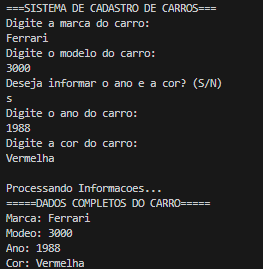 ===SISTEMA DE CADASTRO DE CARROS===
Digite a marca do carro:
Ferrari
Digite o modelo do carro:
3000
Deseja informar o ano e a cor? (S/N)
s
Digite o ano do carro:
1988
Digite a cor do carro:
Vermelha

Processando Informacoes...
=====DADOS COMPLETOS DO CARRO=====
Marca: Ferrari
Modeo: 3000
Ano: 1988
Cor: Vermelha